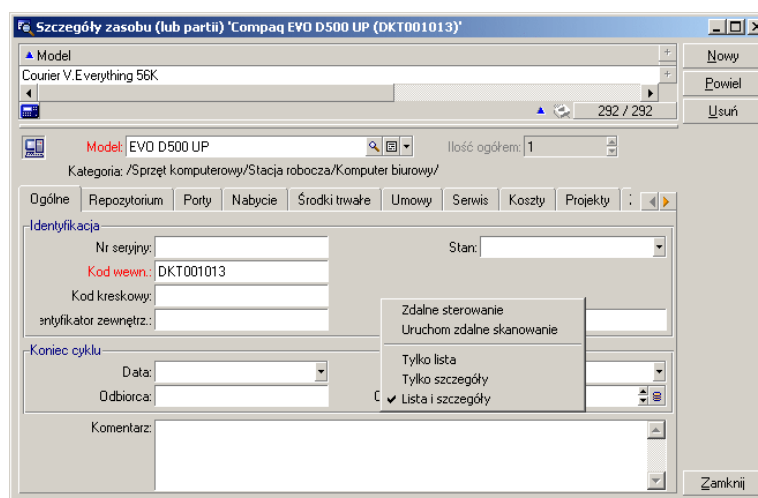 Szczegóły zasobu (lub partii) 'Compaq EVO D500 UP (DKT001013)'
Model
Courier V.Everything 56K
292 / 292
Nowy
Powiel
Usuń
Model: EVO D500 UP
Ilość ogółem: 1
Kategoria: /Sprzęt komputerowy/Stacja robocza/Komputer biurowy/
Ogólne Repozytorium Porty Nabycie Środki trwałe Umowy Serwis Koszty Projekty
Identyfikacja
Nr seryjny:
Stan:
Kod wewn.: DKT001013
Kod kreskowy:
entyfikator zewnętrz.:
Zdalne sterowanie
Uruchom zdalne skanowanie
Tylko lista
Tylko szczegóły
Lista i szczegóły
Koniec cyklu
Data:
Odbiorca:
Komentarz:
Zamknij